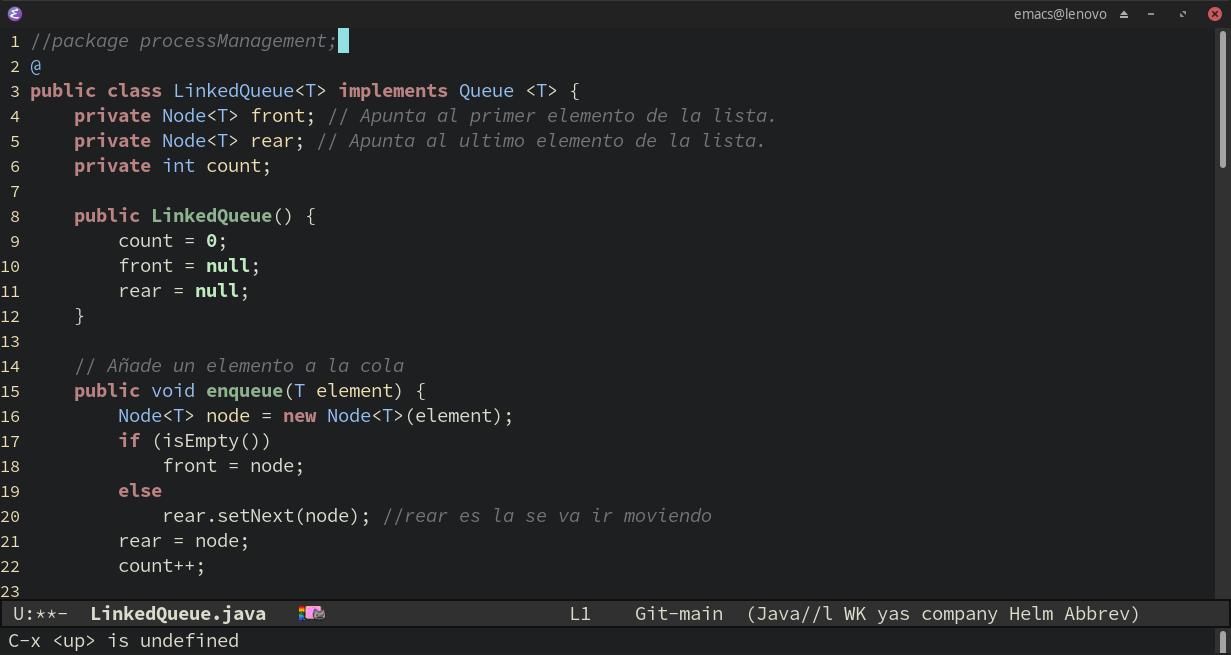 emacs@lenovo
1 //package processManagement;
2 @
3 public class LinkedQueue<T> implements Queue <T> {
4     private Node<T> front; // Apunta al primer elemento de la lista.
5     private Node<T> rear; // Apunta al ultimo elemento de la lista.
6     private int count;
7
8     public LinkedQueue() {
9         count = 0;
10         front = null;
11         rear = null;
12     }
13
14     // Añade un elemento a la cola
15     public void enqueue(T element) {
16         Node<T> node = new Node<T>(element);
17         if (isEmpty())
18             front = node;
19         else
20             rear.setNext(node); //rear es la se va ir moviendo
21         rear = node;
22         count++;
23
U:**-  LinkedQueue.java  L1  Git-main  (Java//l WK yas company Helm Abbrev)
C-x <up> is undefined